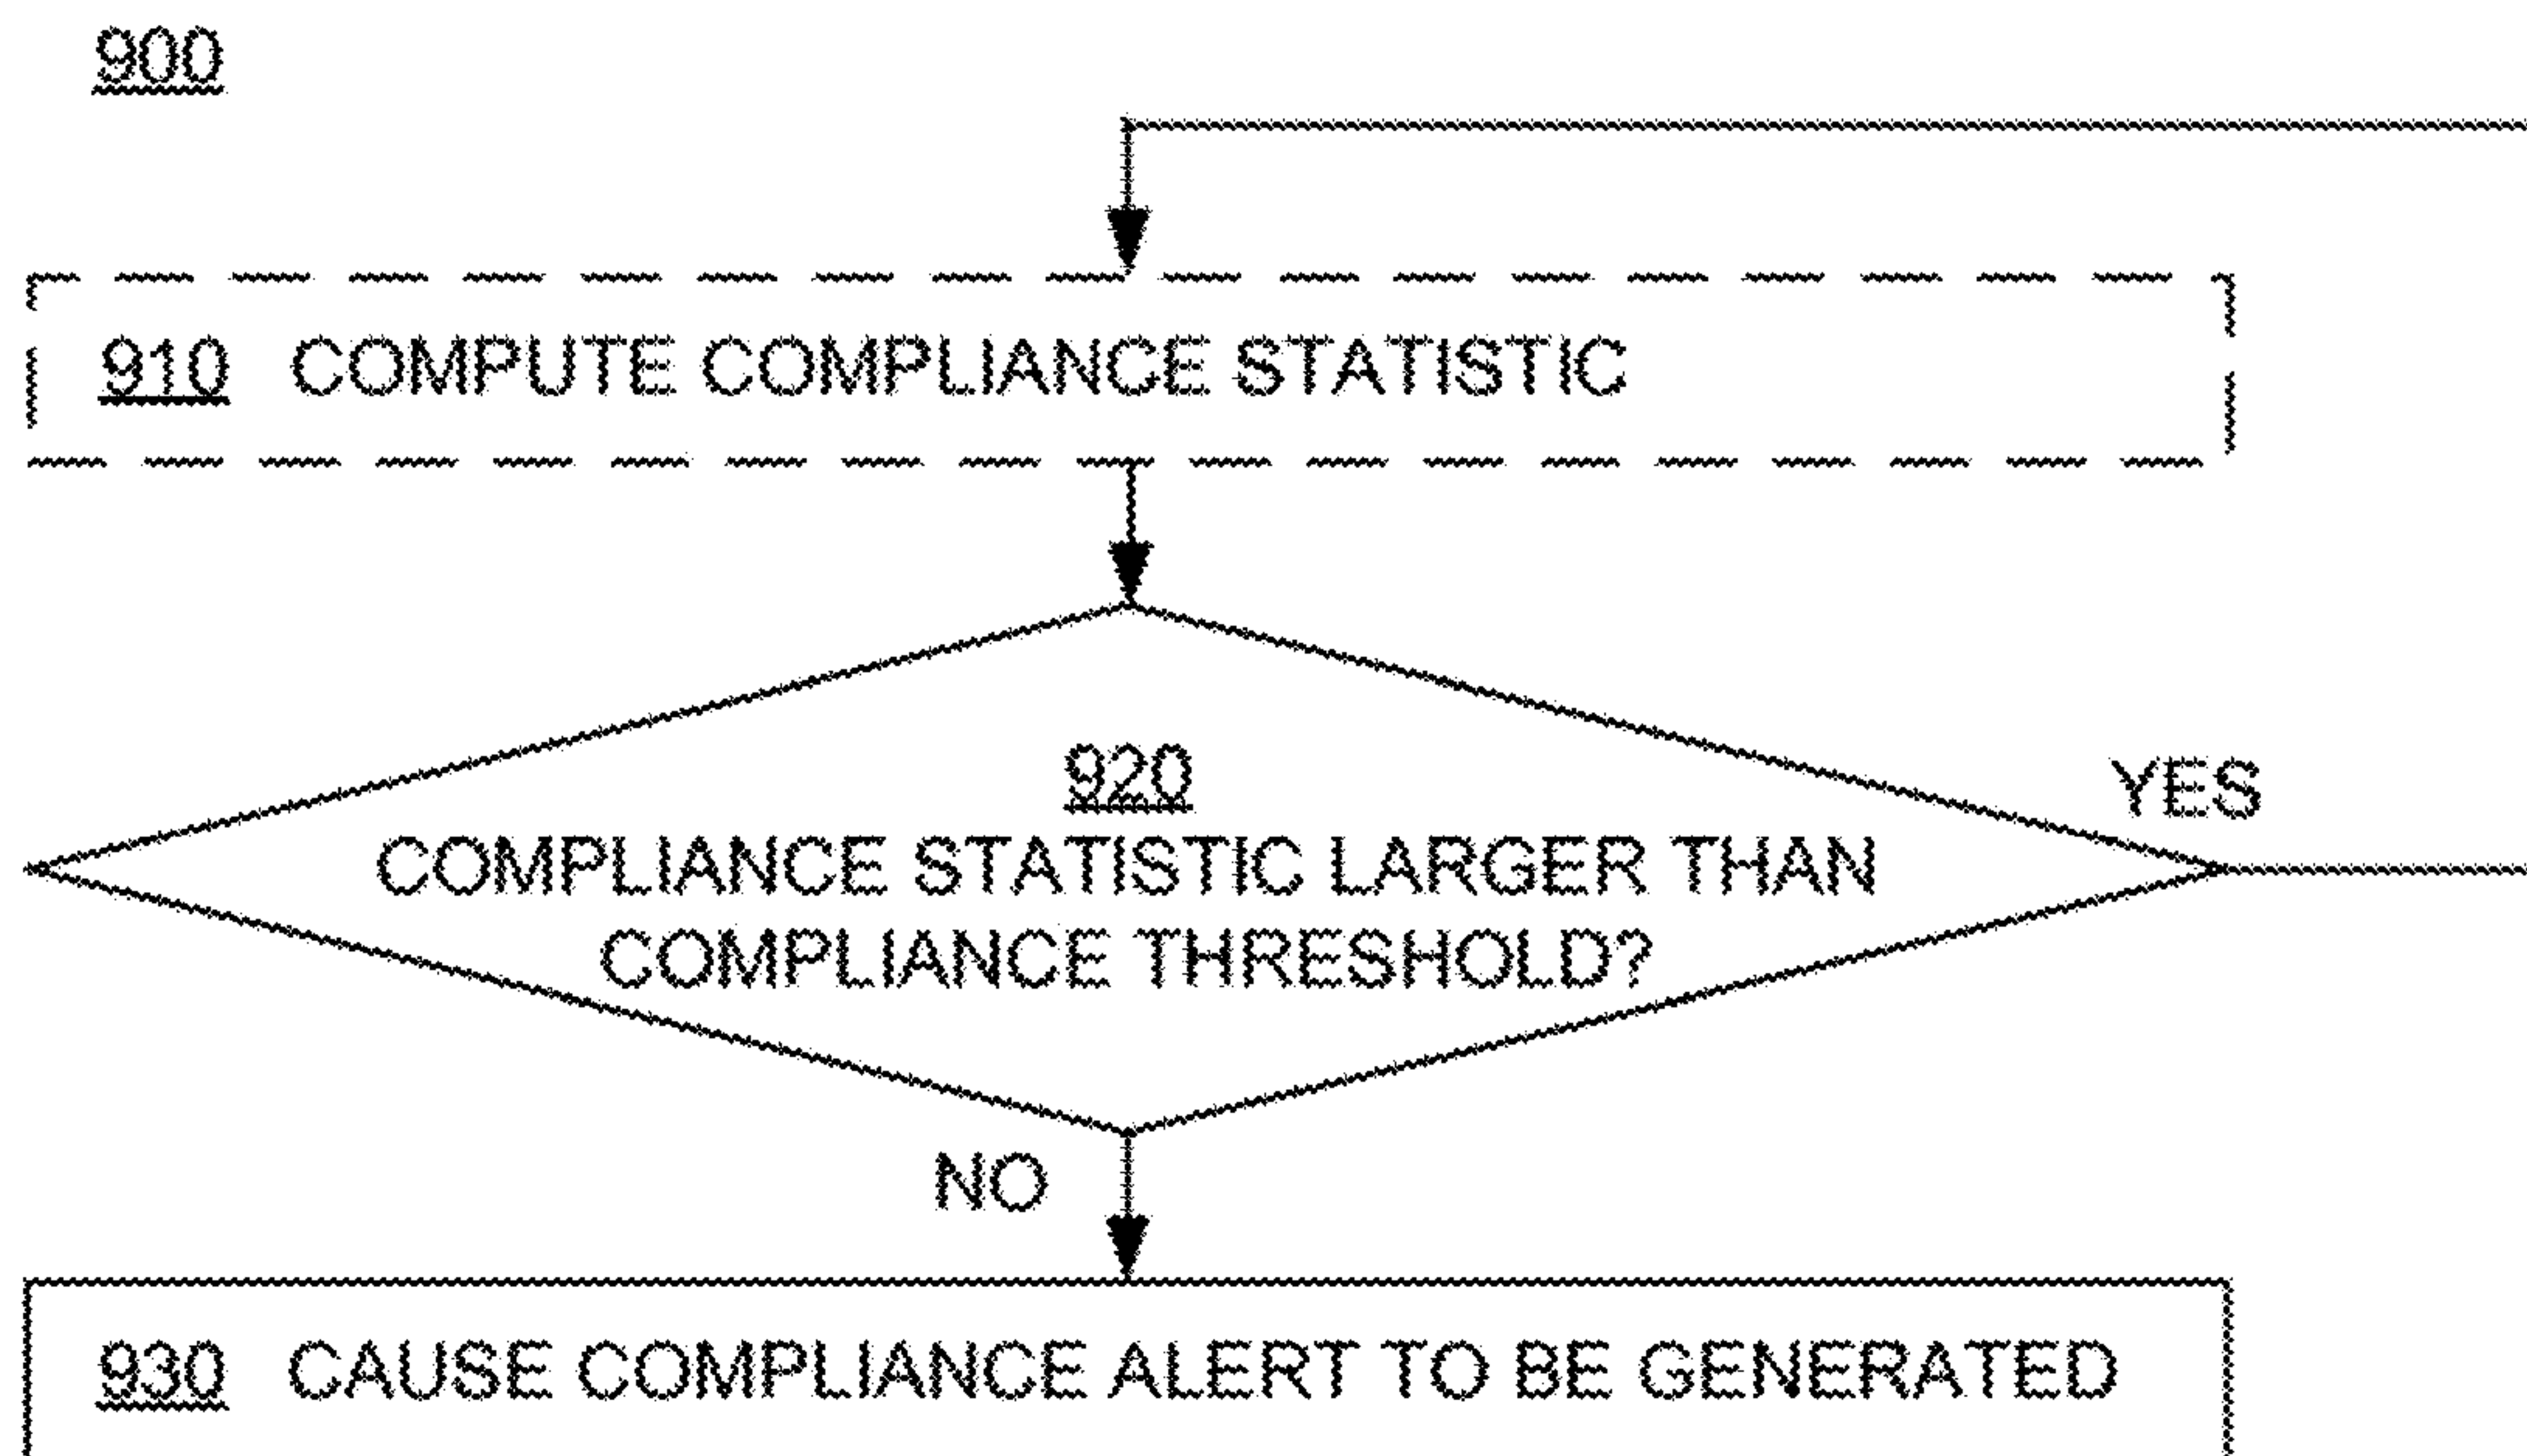 900
910 COMPUTE COMPLIANCE STATISTIC
920
YES
COMPLIANCE STATISTIC LARGER THAN
COMPLIANCE THRESHOLD?
NO
930 CAUSE COMPLIANCE ALERT TO BE GENERATED